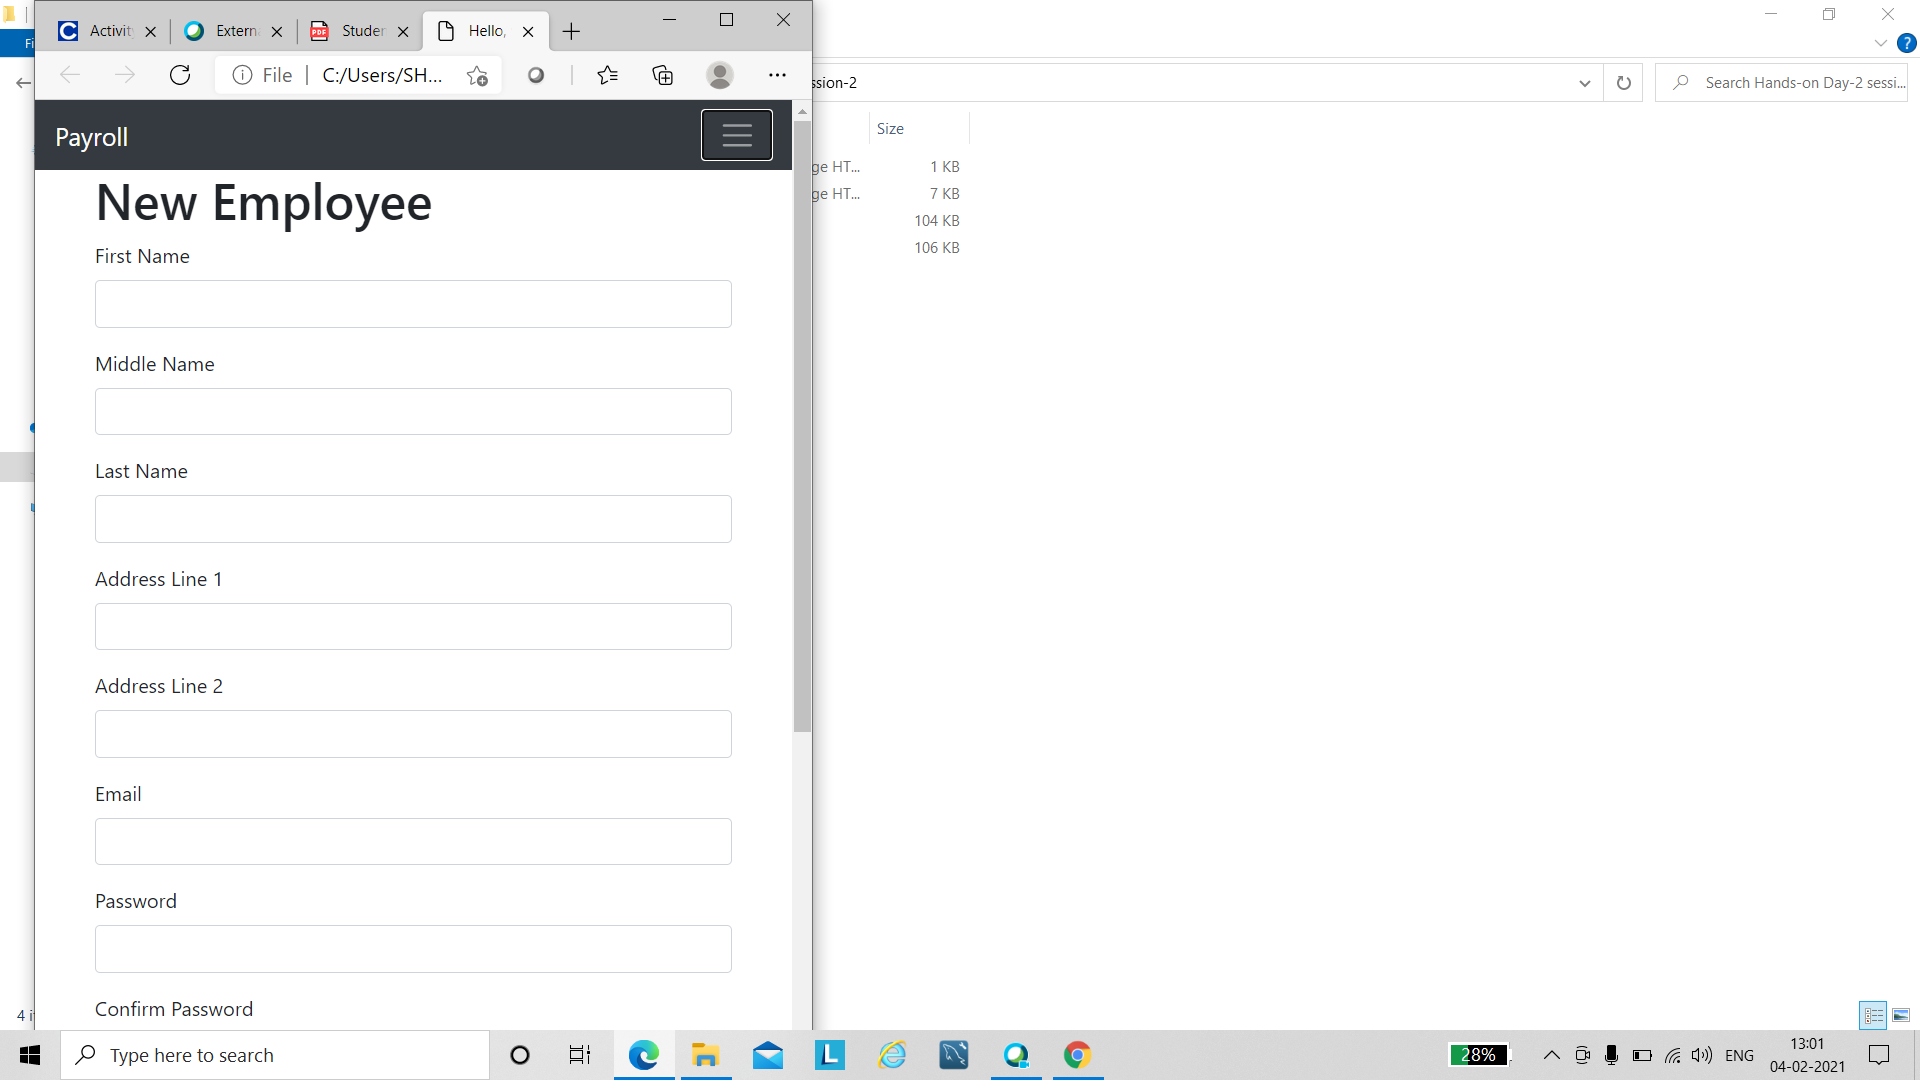 Activit
Extern
Studer
Hello,
File
C:/Users/SH...
Payroll
New Employee
First Name
Middle Name
Last Name
Address Line 1
Address Line 2
Email
Password
Confirm Password
Fi
ssion-2
Search Hands-on Day-2 sessi...
Size
ge HT... 1 KB
ge HT... 7 KB
104 KB
106 KB
4 i
Type here to search
28%
ENG
13:01
04-02-2021